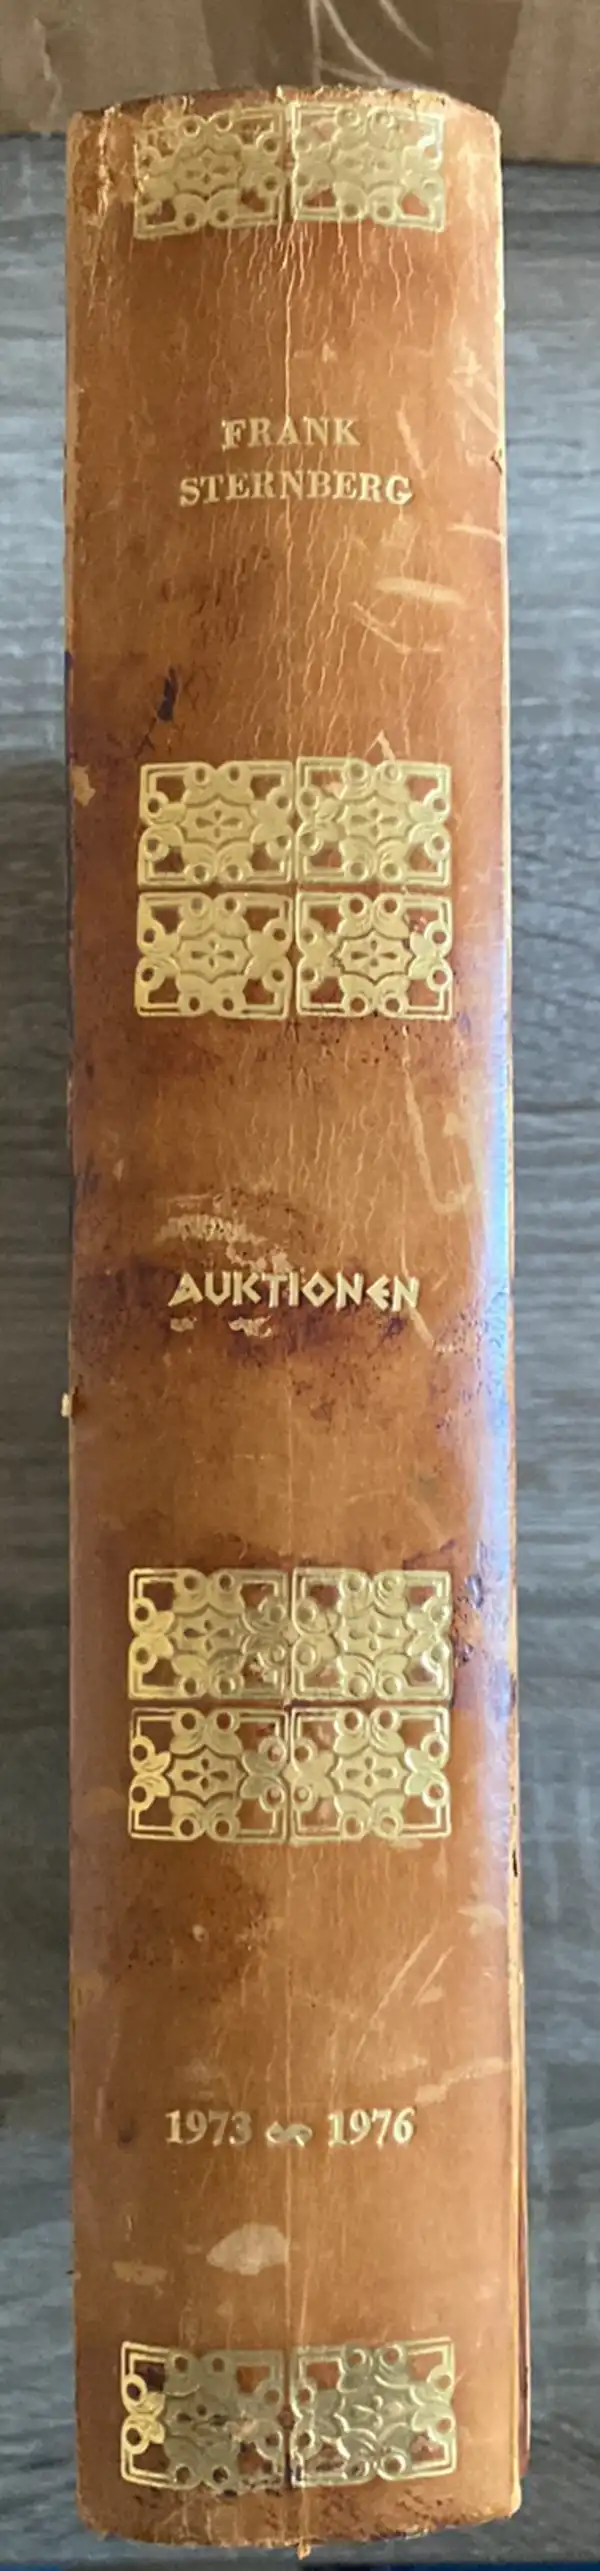 FRANK
STERNBERG
AUKTIONEN
1973 ~ 1976